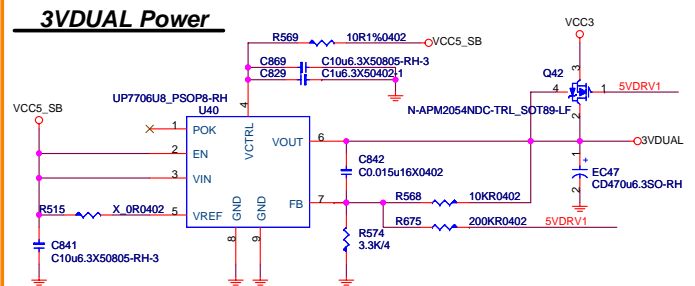 3VDUAL Power
R569 10R1%0402
VCC5_SB
VCC3
C869 C10u6.3X50805-RH-3
C829 C1u6.3X50402-1
Q42
3
4
1
5VDRV1
2
N-APM2054NDC-TRL_SOT89-LF
UP7706U8_PSOP8-RH
U40
VCC5_SB
4
1 POK
VCTRL
2 EN
VOUT 6
3VDUAL
3 VIN
C842
C0.015u16X0402
1
+
EC47
CD470u6.3SO-RH
2
R515 X_0R0402
5 VREF
GND
GND
FB 7
R568 10KR0402
R675 200KR0402
5VDRV1
8
9
R574
3.3K/4
C841
C10u6.3X50805-RH-3